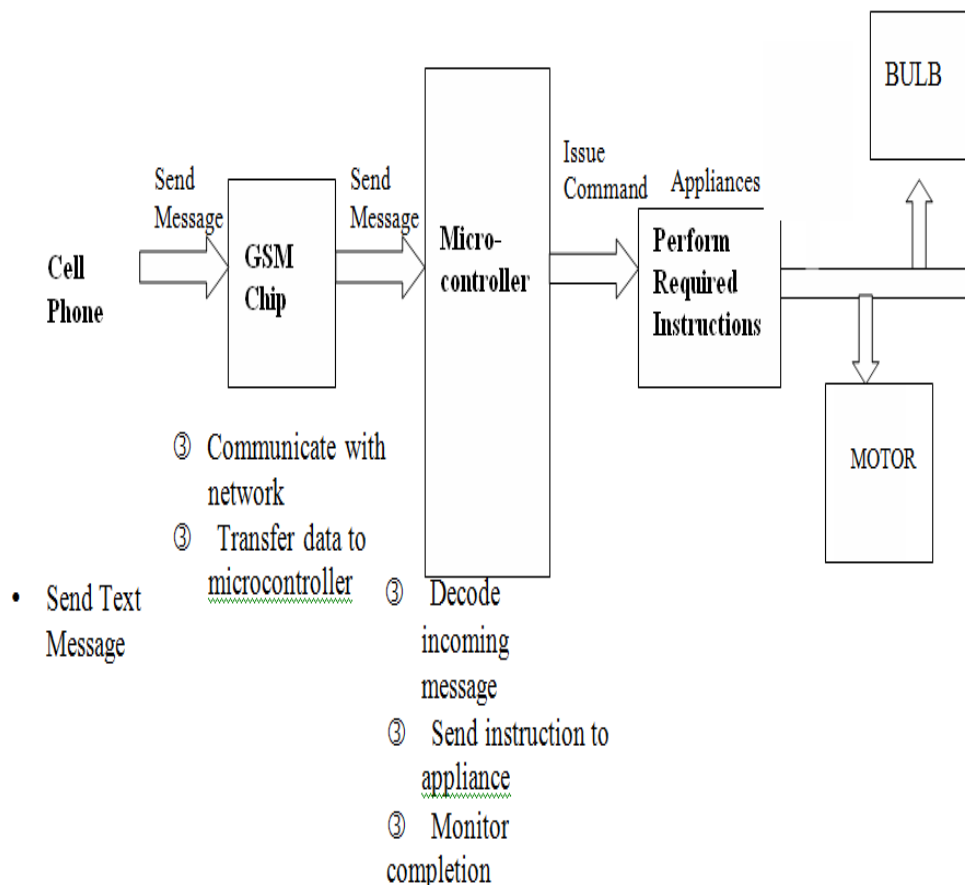 BULB
Send
Message
Send
Message
Issue
Command
Appliances
Cell
Phone
GSM
Chip
Micro-
controller
Perform
Required
Instructions
MOTOR
③ Communicate with
network
③ Transfer data to
microcontroller
• Send Text
Message
③ Decode
incoming
message
③ Send instruction to
appliance
③ Monitor
completion